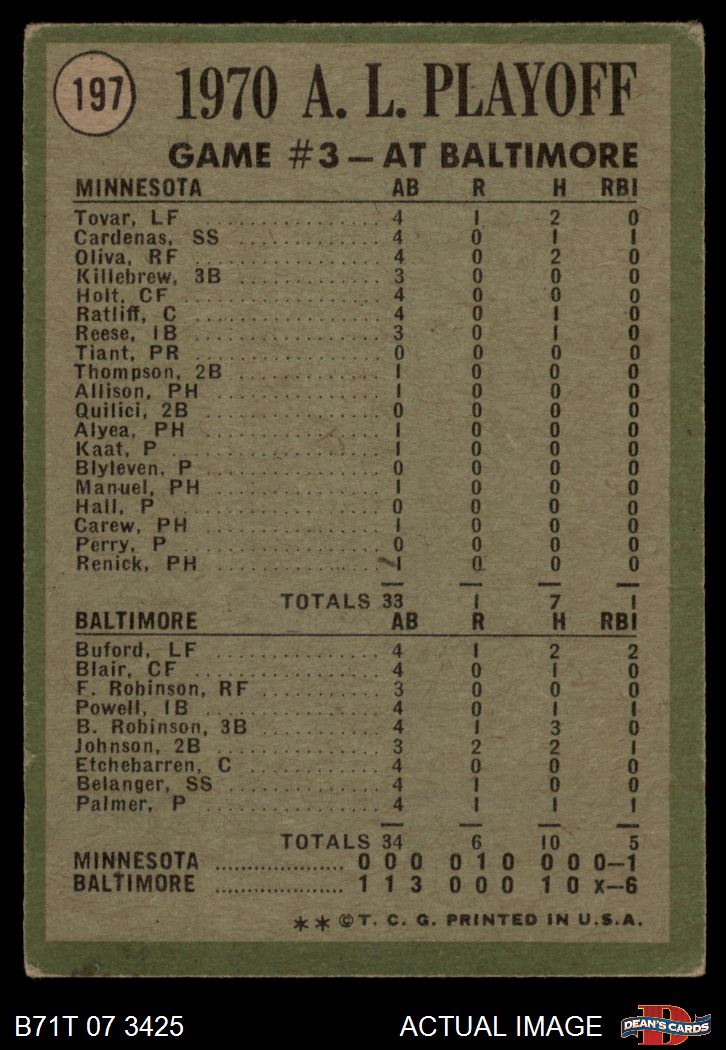 197
1970 A. L. PLAYOFF
GAME #3 – AT BALTIMORE
MINNESOTA AB R H RBI
Tovar, LF .................. 4 1 2 0
Cardenas, SS .............. 4 0 1 1
Oliva, RF .................. 4 0 2 0
Killebrew, 3B .............. 3 0 0 0
Holt, CF ................... 4 0 0 0
Ratliff, C .................. 4 0 1 0
Reese, 1B .................. 3 0 1 0
Tiant, PR .................. 0 0 0 0
Thompson, 2B .............. 1 0 0 0
Allison, PH ................. 1 0 0 0
Quilici, 2B ................. 0 0 0 0
Alyea, PH .................. 1 0 0 0
Kaat, P .................... 1 0 0 0
Blyleven, P ................. 0 0 0 0
Manuel, PH ................ 1 0 0 0
Hall, P ..................... 0 0 0 0
Carew, PH ................. 1 0 0 0
Perry, P .................... 0 0 0 0
Renick, PH ................. 1 0 0 0
TOTALS 33 1 7 1
BALTIMORE AB R H RBI
Buford, LF ................. 4 1 2 2
Blair, CF ................... 4 0 1 0
F. Robinson, RF ............ 3 0 0 0
Powell, 1B ................. 4 0 1 1
B. Robinson, 3B ............ 4 1 3 0
Johnson, 2B ................ 3 2 2 1
Etchebarren, C ............. 4 0 0 0
Belanger, SS ............... 4 1 0 0
Palmer, P .................. 4 1 1 1
TOTALS 34 6 10 5
MINNESOTA .................. 0 0 0 0 1 0 0 0 0–1
BALTIMORE .................. 1 1 3 0 0 0 1 0 x–6
** © T. C. G. PRINTED IN U.S.A.
B71T 07 3425 ACTUAL IMAGE D DEAN'S CARDS